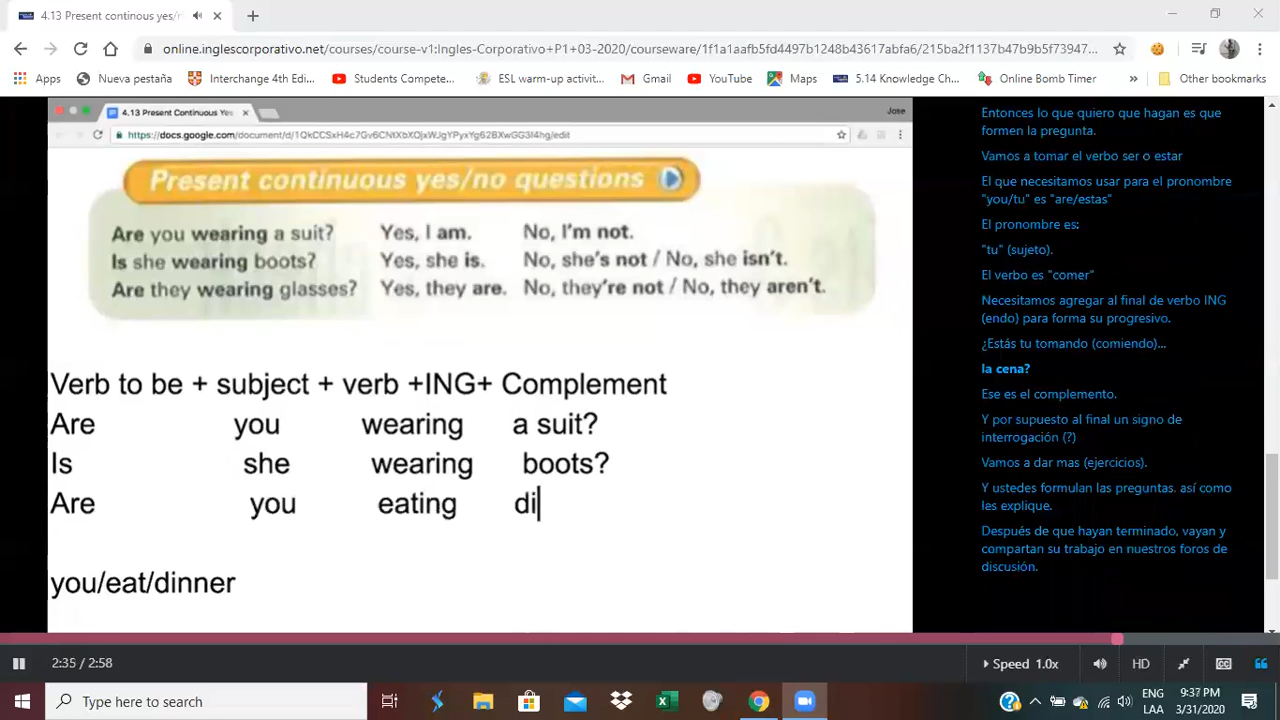 4.13 Present continous yes/n
online.inglescorporativo.net/courses/course-v1:Ingles-Corporativo+P1+03-2020/courseware/1f1a1aafb5fd4497b1248b43617abfa6/215ba2f1137b47b9b5f73947...
Apps Nueva pestaña Interchange 4th Edi... Students Compete... ESL warm-up activit... Gmail YouTube Maps 5.14 Knowledge Ch... Online Bomb Timer » Other bookmarks
4.13 Present Continuous Yes Jose
Present continuous yes/no questions
Are you wearing a suit? Yes, I am. No, I'm not.
Is she wearing boots? Yes, she is. No, she's not / No, she isn't.
Are they wearing glasses? Yes, they are. No, they're not / No, they aren't.
Verb to be + subject + verb +ING+ Complement
Are you wearing a suit?
Is she wearing boots?
Are you eating di
you/eat/dinner
Entonces lo que quiero que hagan es que
formen la pregunta.
Vamos a tomar el verbo ser o estar
El que necesitamos usar para el pronombre
"you/tu" es "are/estas"
El pronombre es:
"tu" (sujeto).
El verbo es "comer"
Necesitamos agregar al final de verbo ING
(endo) para forma su progresivo.
¿Estás tu tomando (comiendo)...
la cena?
Ese es el complemento.
Y por supuesto al final un signo de
interrogación (?)
Vamos a dar mas (ejercicios).
Y ustedes formulan las preguntas. así como
les explique.
Después de que hayan terminado, vayan y
compartan su trabajo en nuestros foros de
discusión.
2:35 / 2:58 Speed 1.0x HD
Type here to search
ENG 9:37 PM
LAA 3/31/2020